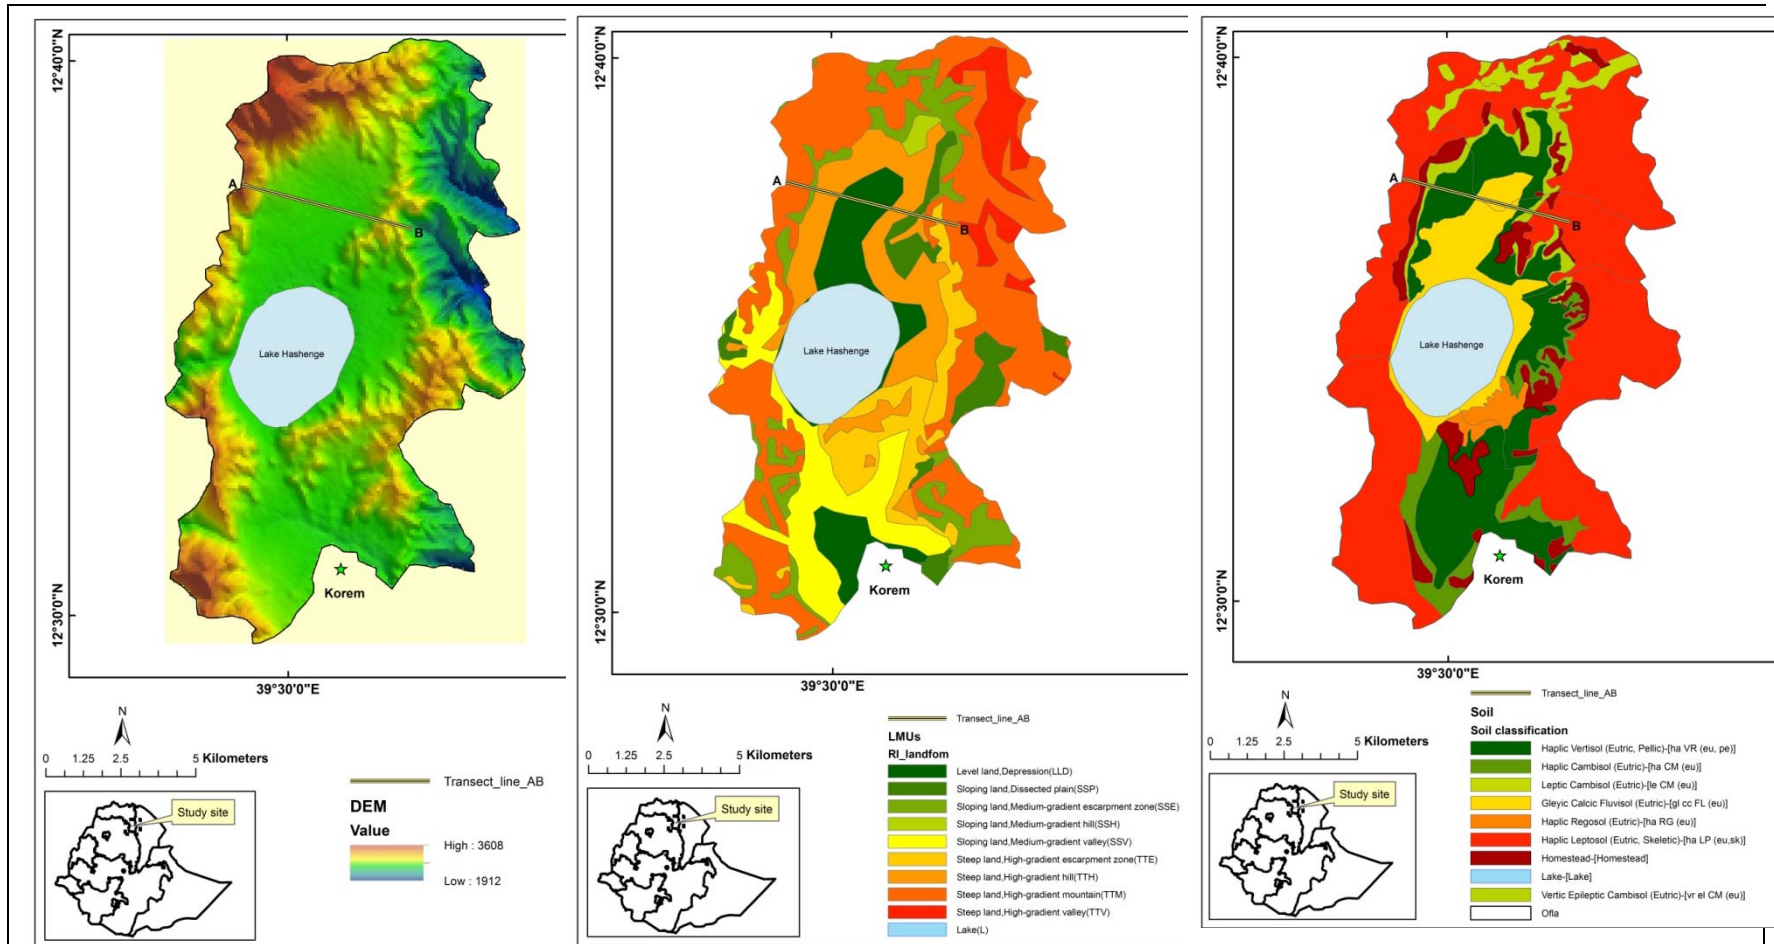 12°40'0"N
A
B
Lake Hashenge
Korem
12°30'0"N
39°30'0"E
N
0 1.25 2.5 5 Kilometers
Transect_line_AB
DEM
Value
High : 3608
Low : 1912
Study site
12°40'0"N
A
B
Lake Hashenge
Korem
12°30'0"N
39°30'0"E
N
0 1.25 2.5 5 Kilometers
Study site
Transect_line_AB
LMUs
RI_landfom
Level land,Depression(LLD)
Sloping land,Dissected plain(SSP)
Sloping land,Medium-gradient escarpment zone(SSE)
Sloping land,Medium-gradient hill(SSH)
Sloping land,Medium-gradient valley(SSV)
Steep land,High-gradient escarpment zone(TTE)
Steep land,High-gradient hill(TTH)
Steep land,High-gradient mountain(TTM)
Steep land,High-gradient valley(TTV)
Lake(L)
12°40'0"N
A
B
Lake Hashenge
Korem
12°30'0"N
39°30'0"E
N
0 1.25 2.5 5 Kilometers
Study site
Transect_line_AB
Soil
Soil classification
Haplic Vertisol (Eutric, Pellic)-[ha VR (eu, pe)]
Haplic Cambisol (Eutric)-[ha CM (eu)]
Leptic Cambisol (Eutric)-[le CM (eu)]
Gleyic Calcic Fluvisol (Eutric)-[gl cc FL (eu)]
Haplic Regosol (Eutric)-[ha RG (eu)]
Haplic Leptosol (Eutric, Skeletic)-[ha LP (eu,sk)]
Homestead-[Homestead]
Lake-[Lake]
Vertic Epileptic Cambisol (Eutric)-[vr el CM (eu)]
Ofla